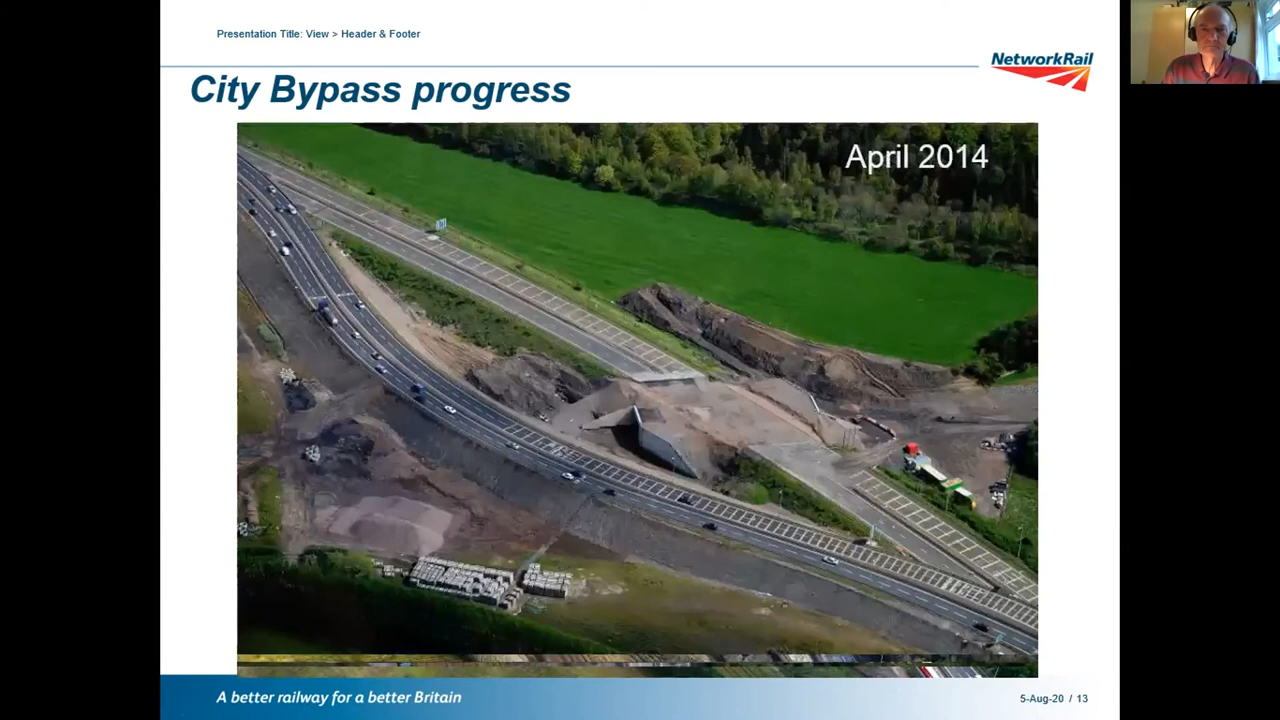 Presentation Title: View > Header & Footer
NetworkRail
City Bypass progress
April 2014
A better railway for a better Britain
5-Aug-20 / 13